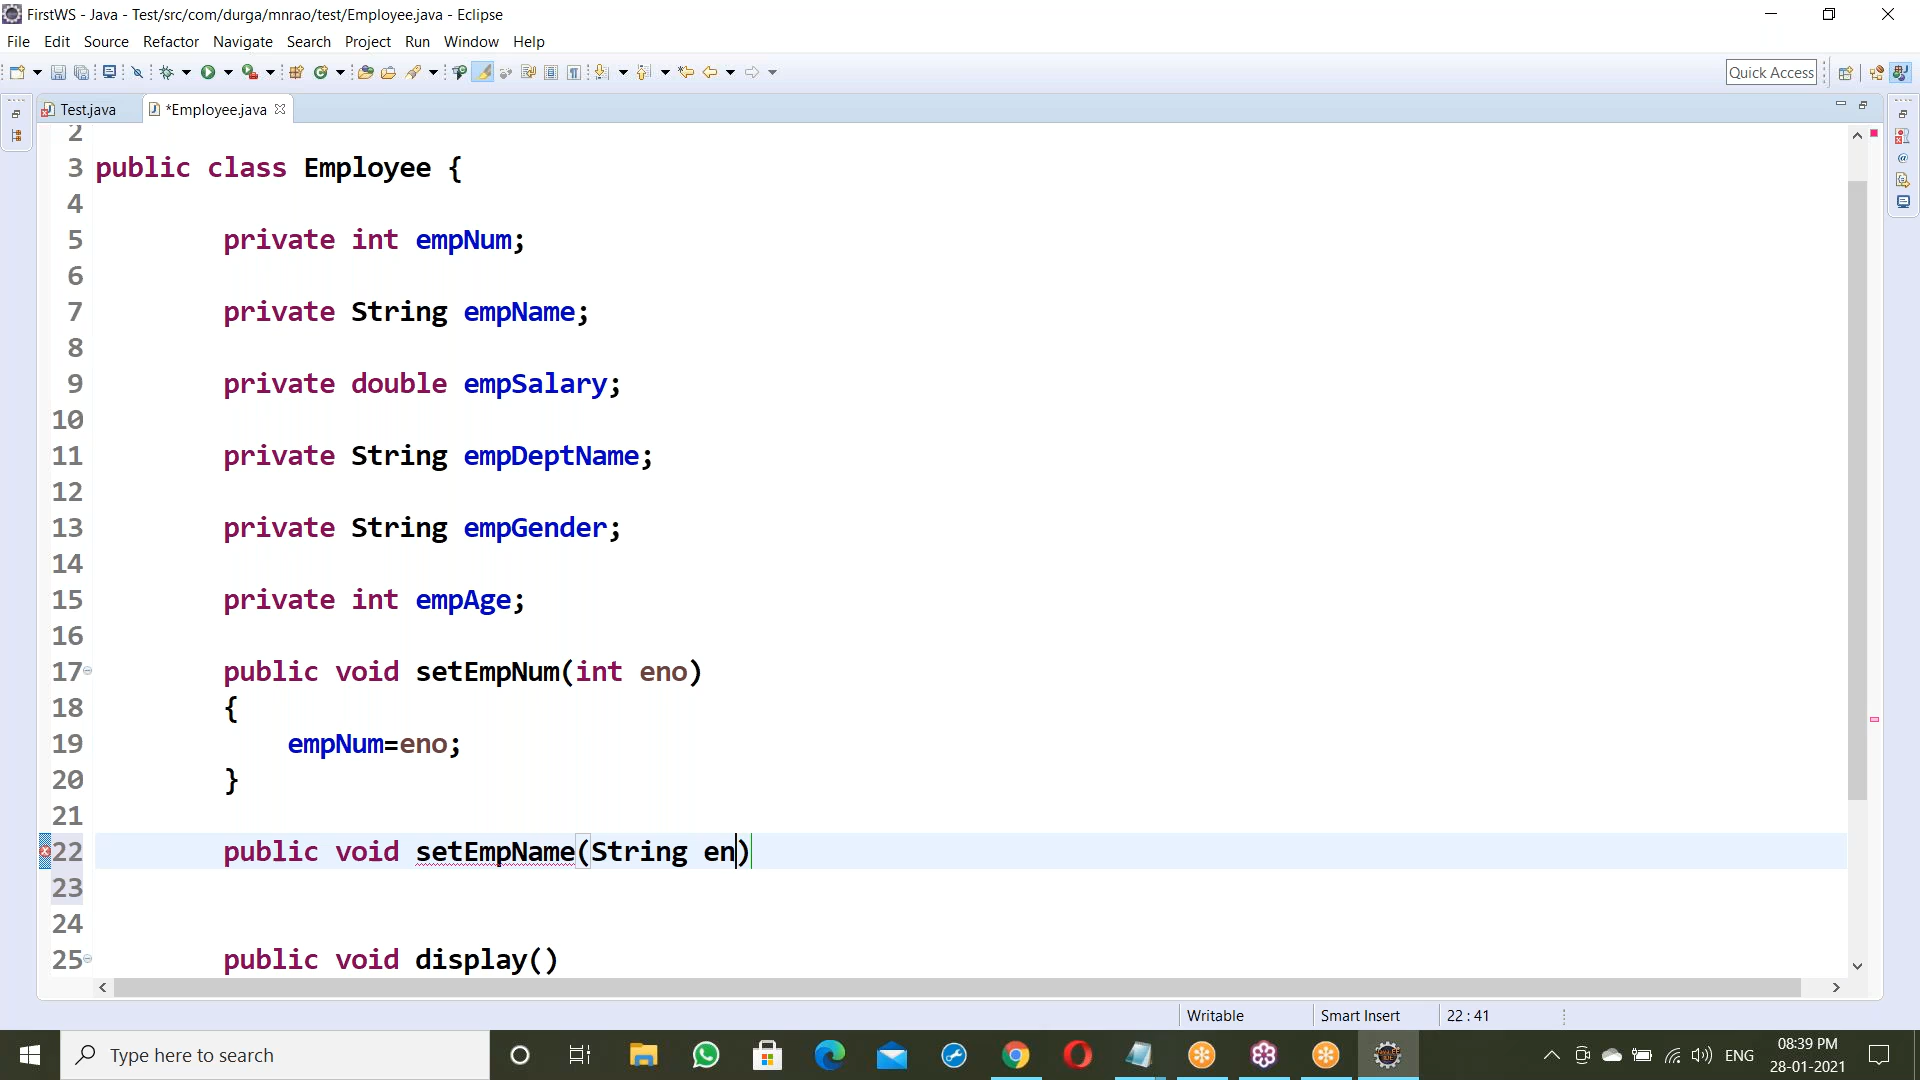 FirstWS - Java - Test/src/com/durga/mnrao/test/Employee.java - Eclipse
File Edit Source Refactor Navigate Search Project Run Window Help
Quick Access
Test.java *Employee.java
2
3 public class Employee {
4
5 private int empNum;
6
7 private String empName;
8
9 private double empSalary;
10
11 private String empDeptName;
12
13 private String empGender;
14
15 private int empAge;
16
17 public void setEmpNum(int eno)
18 {
19 empNum=eno;
20 }
21
22 public void setEmpName(String en)
23
24
25 public void display()
Writable Smart Insert 22 : 41
Type here to search
ENG
08:39 PM
28-01-2021